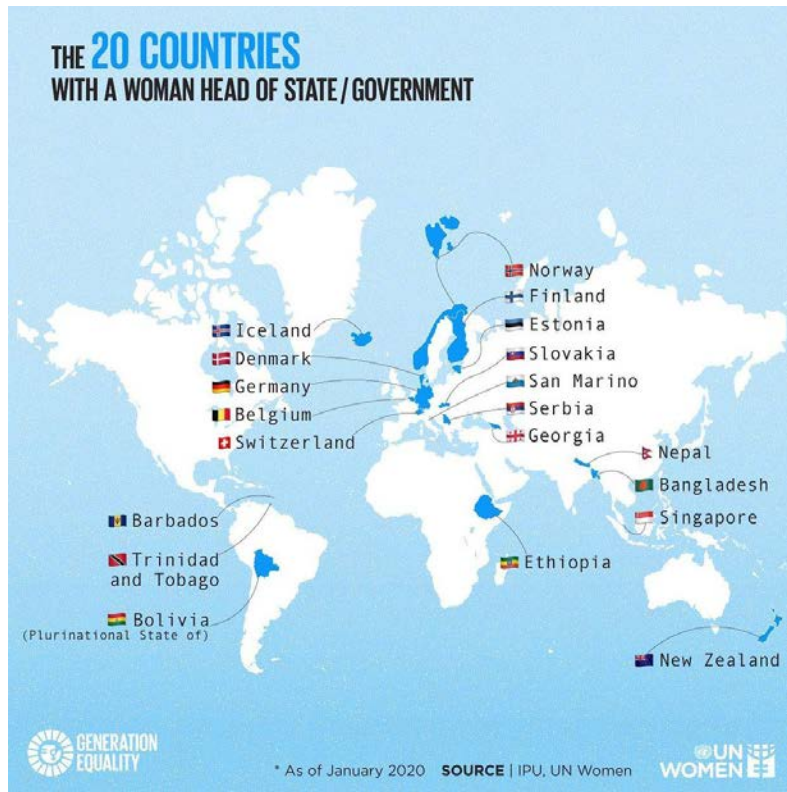 THE 20 COUNTRIES
WITH A WOMAN HEAD OF STATE/GOVERNMENT
Norway
Finland
Estonia
Slovakia
San Marino
Serbia
Georgia
Iceland
Denmark
Germany
Belgium
Switzerland
Nepal
Bangladesh
Singapore
Barbados
Trinidad
and Tobago
Bolivia
(Plurinational State of)
Ethiopia
New Zealand
GENERATION
EQUALITY
* As of January 2020 SOURCE | IPU, UN Women
UN
WOMEN